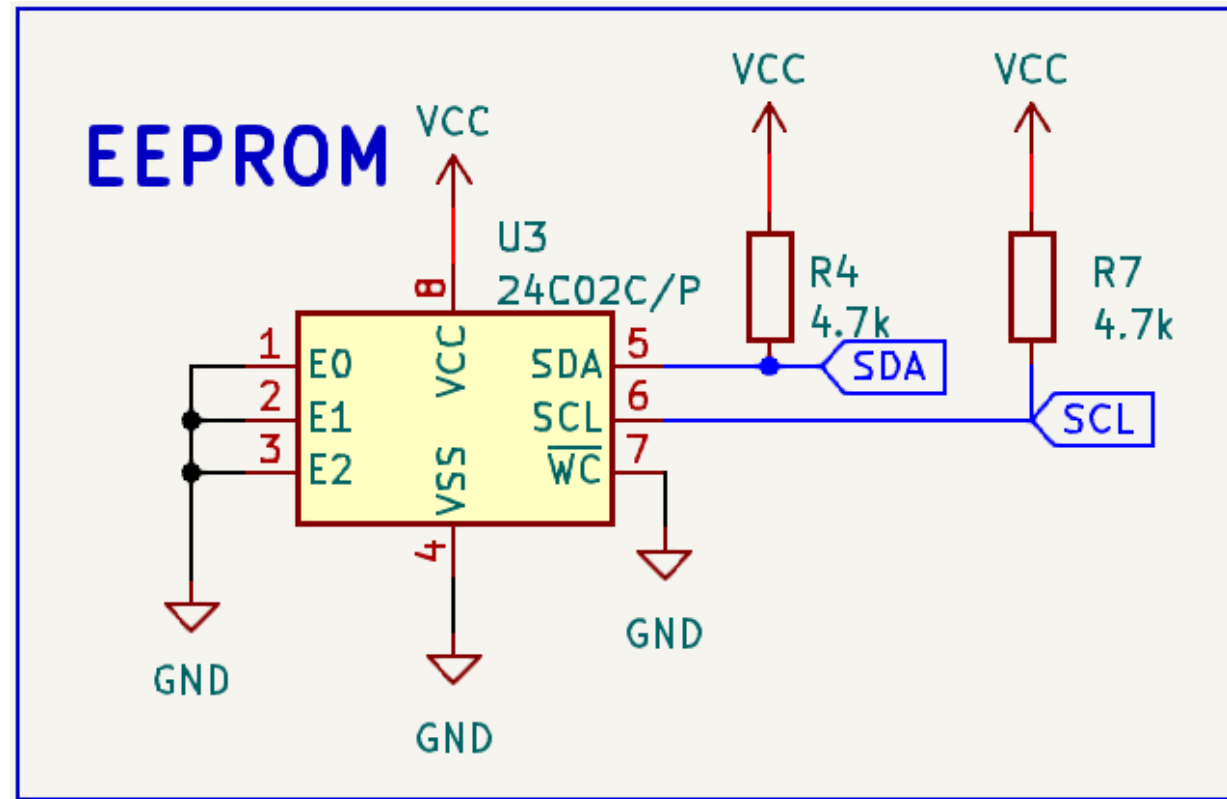 EEPROM
VCC
VCC
VCC
U3
24C02C/P
8
R4
4.7k
R7
4.7k
1
E0
VCC
SDA
5
SDA
2
E1
SCL
6
SCL
3
E2
VSS
WC
7
4
GND
GND
GND